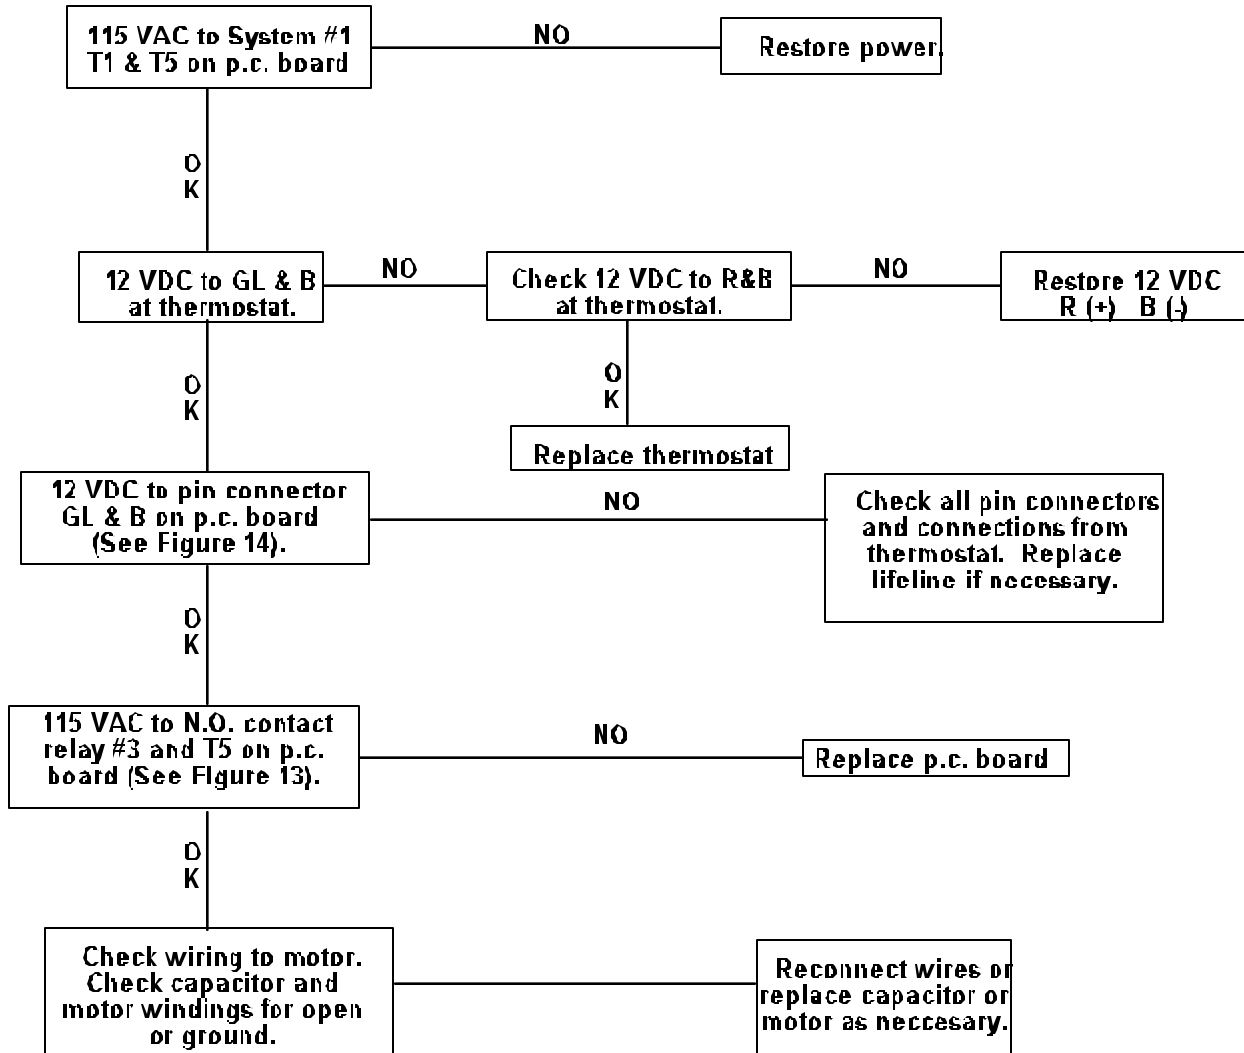 115 VAC to System #1
T1 & T5 on p.c. board
NO
Restore power.
O
K
12 VDC to GL & B
at thermostat.
NO
Check 12 VDC to R&B
at thermostat.
NO
Restore 12 VDC
R (+) B (-)
O
K
O
K
Replace thermostat
12 VDC to pin connector
GL & B on p.c. board
(See Figure 14).
NO
Check all pin connectors
and connections from
thermostat. Replace
lifeline if necessary.
O
K
115 VAC to N.O. contact
relay #3 and T5 on p.c.
board (See Figure 13).
NO
Replace p.c. board
O
K
Check wiring to motor.
Check capacitor and
motor windings for open
or ground.
Reconnect wires or
replace capacitor or
motor as neccesary.